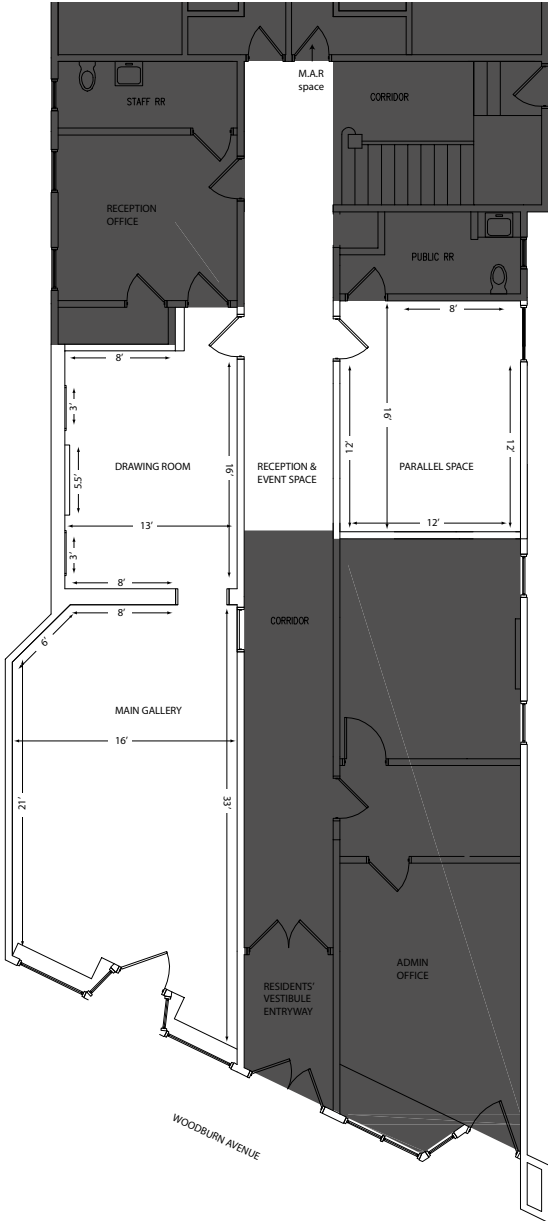 M.A.R
space
STAFF RR
CORRIDOR
RECEPTION
OFFICE
PUBLIC RR
8'
8'
3'
16'
16'
12'
12'
5.5'
DRAWING ROOM
RECEPTION &
EVENT SPACE
PARALLEL SPACE
13'
12'
3'
8'
8'
6'
CORRIDOR
MAIN GALLERY
16'
21'
33'
ADMIN
OFFICE
RESIDENTS'
VESTIBULE
ENTRYWAY
WOODBURN AVENUE